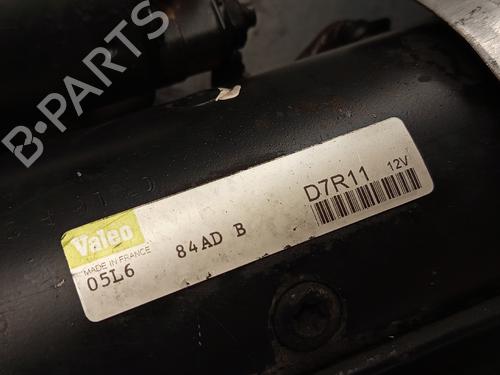 B-PARTS
Valeo
MADE IN FRANCE
05L6
84AD B
D7R11
12V